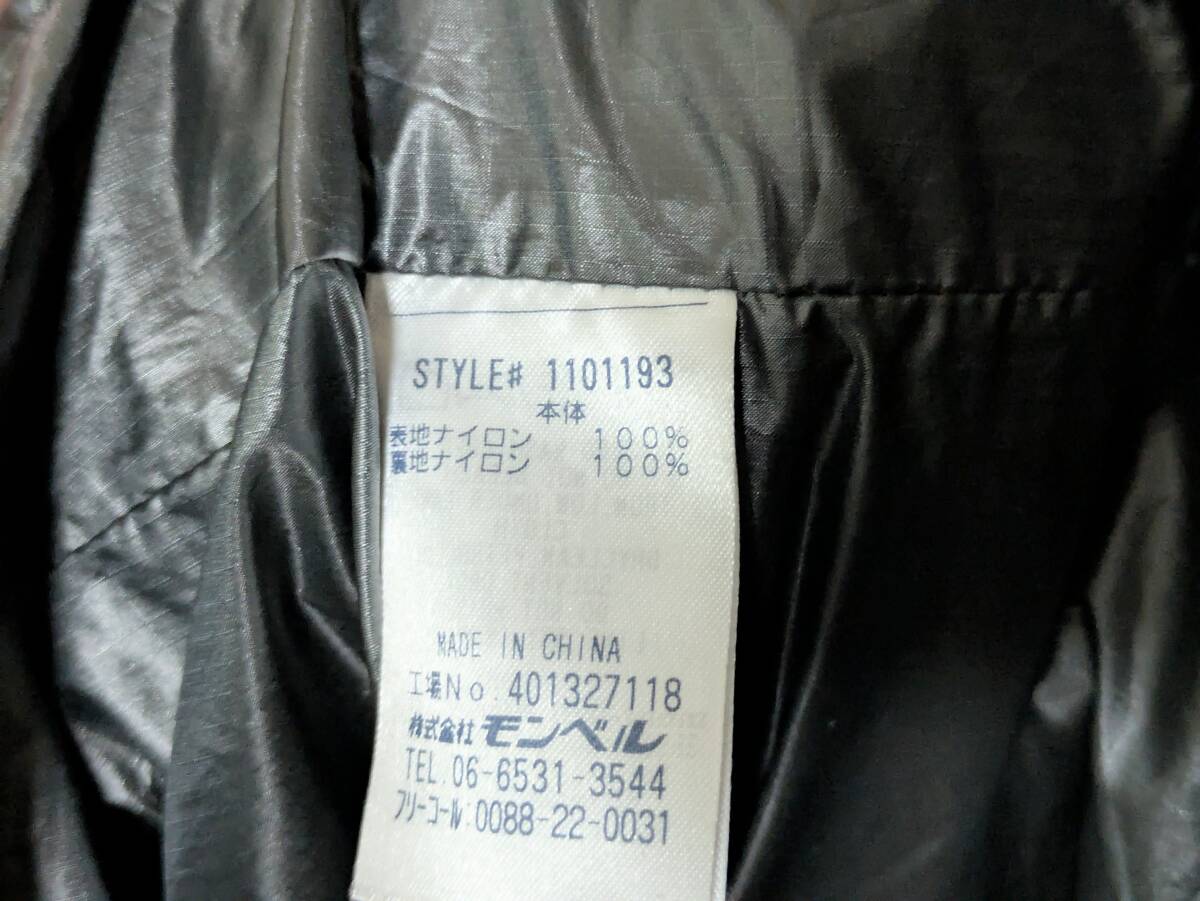 STYLE# 1101193
本体
表地ナイロン 100%
裏地ナイロン 100%
MADE IN CHINA
工場No.401327118
株式会社モンベル
TEL.06-6531-3544
フリーコール:0088-22-0031